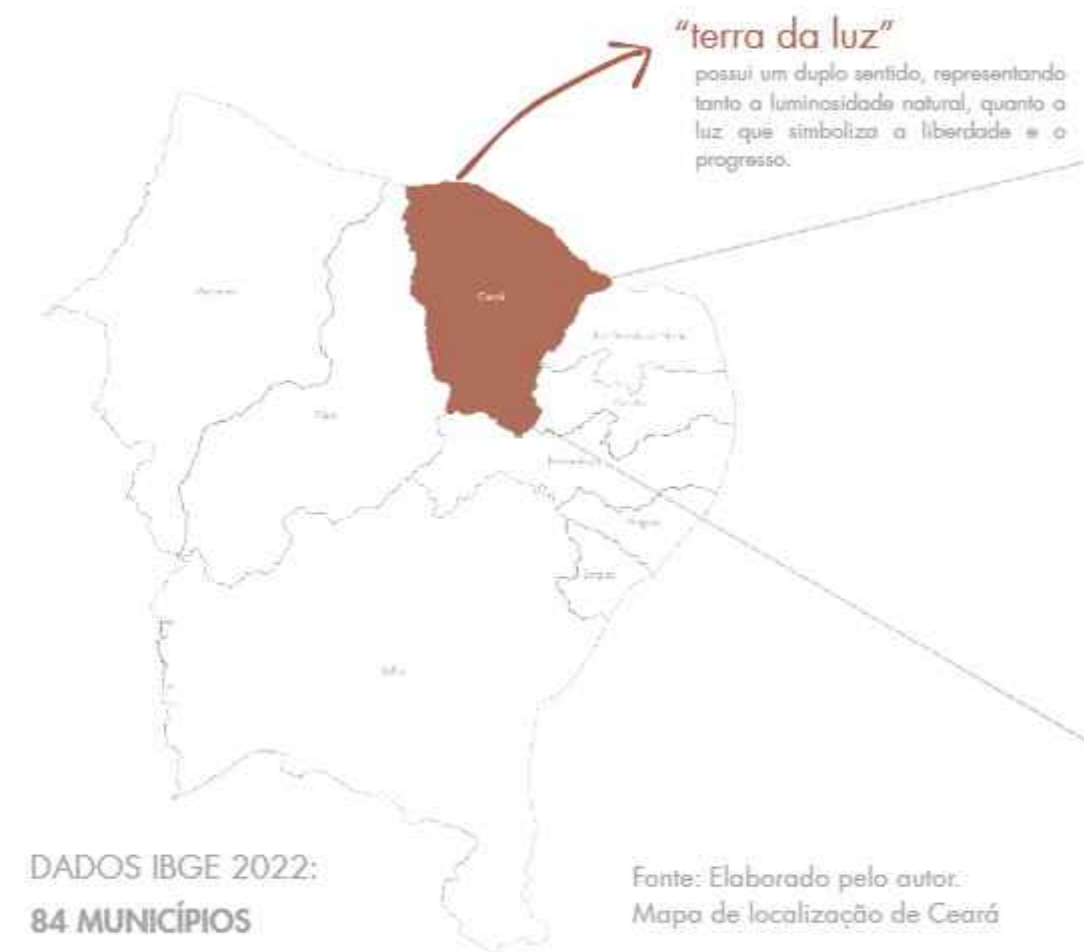 “terra da luz”
possui um duplo sentido, representando
tanto a luminosidade natural, quanto a
luz que simboliza a liberdade e o
progresso.
Ceará
DADOS IBGE 2022:
84 MUNICÍPIOS
Fonte: Elaborado pelo autor.
Mapa de localização de Ceará